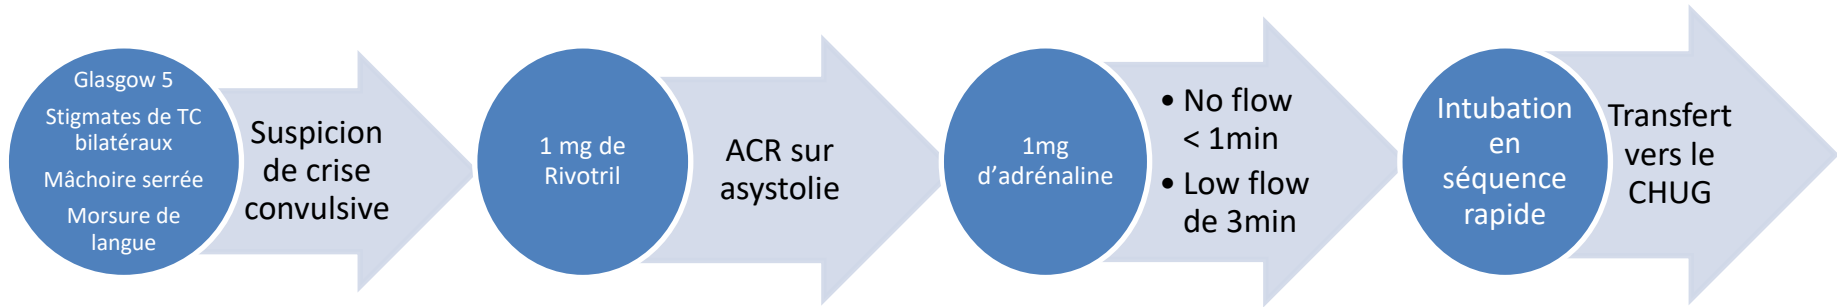 Glasgow 5
Stigmates de TC
bilatéraux
Mâchoire serrée
Morsure de
langue
Suspicion
de crise
convulsive
1 mg de
Rivotril
ACR sur
asystolie
1mg
d’adrénaline
• No flow
< 1min
• Low flow
de 3min
Intubation
en
séquence
rapide
Transfert
vers le
CHUG